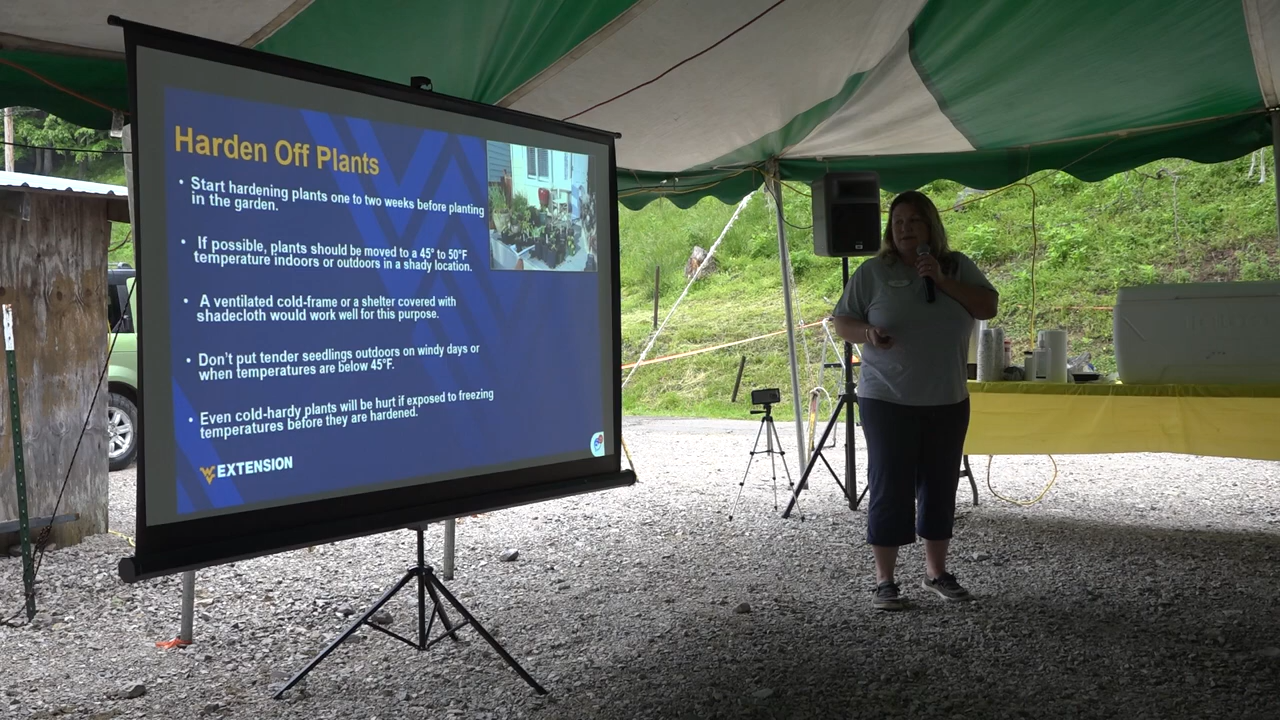 Harden Off Plants
• Start hardening plants one to two weeks before planting
in the garden.
• If possible, plants should be moved to a 45° to 50°F
temperature indoors or outdoors in a shady location.
• A ventilated cold-frame or a shelter covered with
shadecloth would work well for this purpose.
• Don't put tender seedlings outdoors on windy days or
when temperatures are below 45°F.
• Even cold-hardy plants will be hurt if exposed to freezing
temperatures before they are hardened.
WV EXTENSION